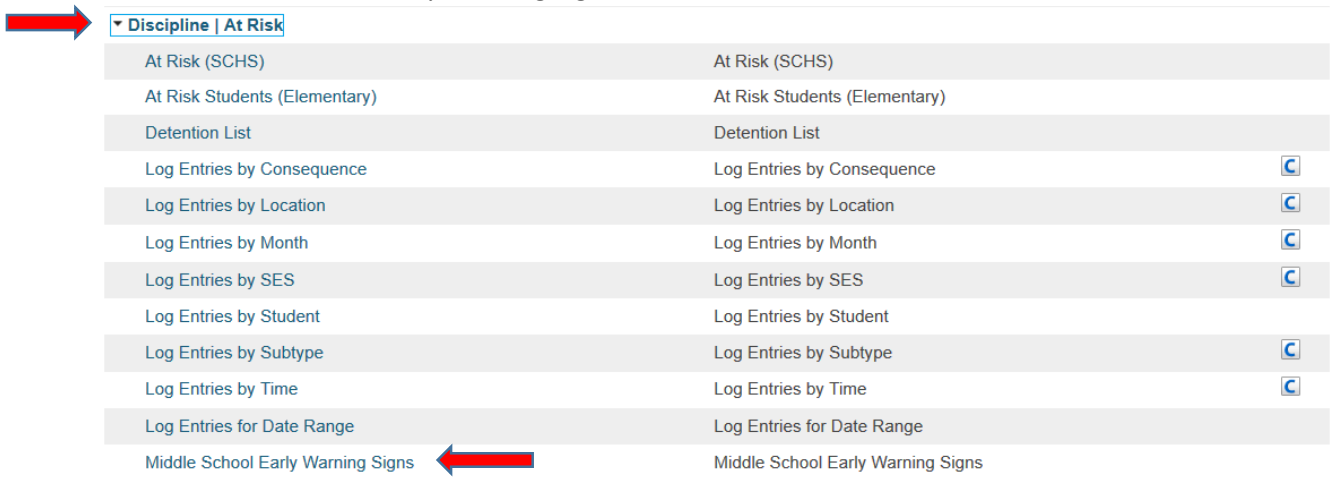 Discipline | At Risk
At Risk (SCHS) At Risk (SCHS)
At Risk Students (Elementary) At Risk Students (Elementary)
Detention List Detention List
Log Entries by Consequence Log Entries by Consequence C
Log Entries by Location Log Entries by Location C
Log Entries by Month Log Entries by Month C
Log Entries by SES Log Entries by SES C
Log Entries by Student Log Entries by Student
Log Entries by Subtype Log Entries by Subtype C
Log Entries by Time Log Entries by Time C
Log Entries for Date Range Log Entries for Date Range
Middle School Early Warning Signs Middle School Early Warning Signs